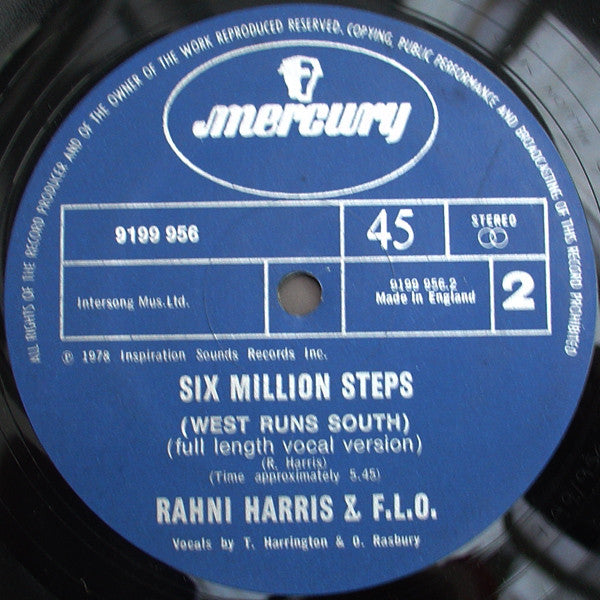 ALL RIGHTS OF THE RECORD PRODUCER AND OF THE OWNER OF THE WORK REPRODUCED RESERVED. COPYING, PUBLIC PERFORMANCE AND BROADCASTING OF THIS RECORD PROHIBITED
mercury
9199 956
45
STEREO
Intersong Mus.Ltd.
9199 956.2
Made in England
2
℗ 1978 Inspiration Sounds Records Inc.
SIX MILLION STEPS
(WEST RUNS SOUTH)
(full length vocal version)
(R. Harris)
(Time approximately 5.45)
RAHNI HARRIS & F.L.O.
Vocals by T. Harrington & O. Rasbury